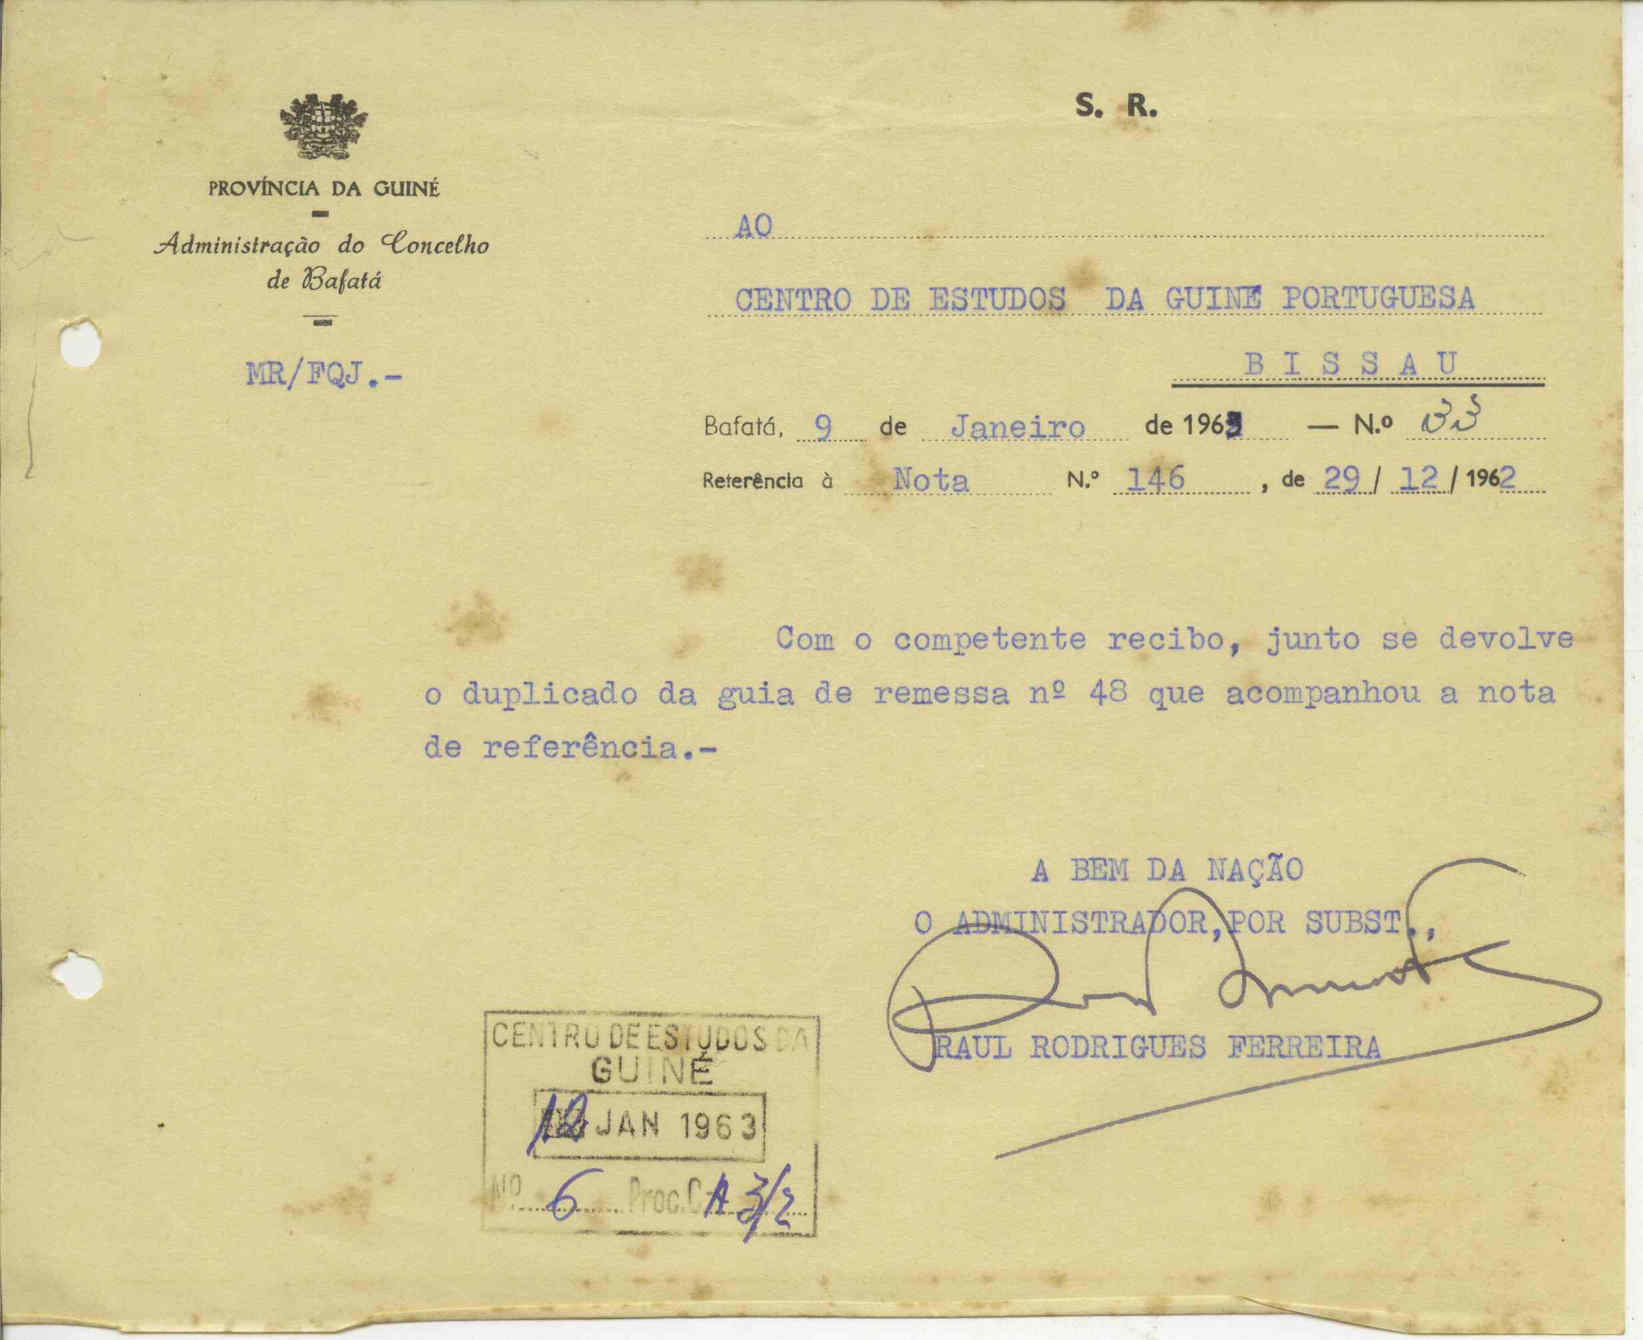 S. R.
PROVÍNCIA DA GUINÉ
Administração do Concelho
de Bafatá
MR/FQJ.-
AO
CENTRO DE ESTUDOS DA GUINÉ PORTUGUESA
B I S S A U
Bafatá, 9 de Janeiro de 1963 — N.º 33
Referência à Nota N.º 146, de 29 / 12 / 1962
Com o competente recibo, junto se devolve
o duplicado da guia de remessa nº 48 que acompanhou a nota
de referência.-
A BEM DA NAÇÃO
O ADMINISTRADOR,POR SUBST.,
RAUL RODRIGUES FERREIRA
CENTRO DE ESTUDOS DA
GUINÉ
12 JAN 1963
Nº 6 Proc. A 3/2